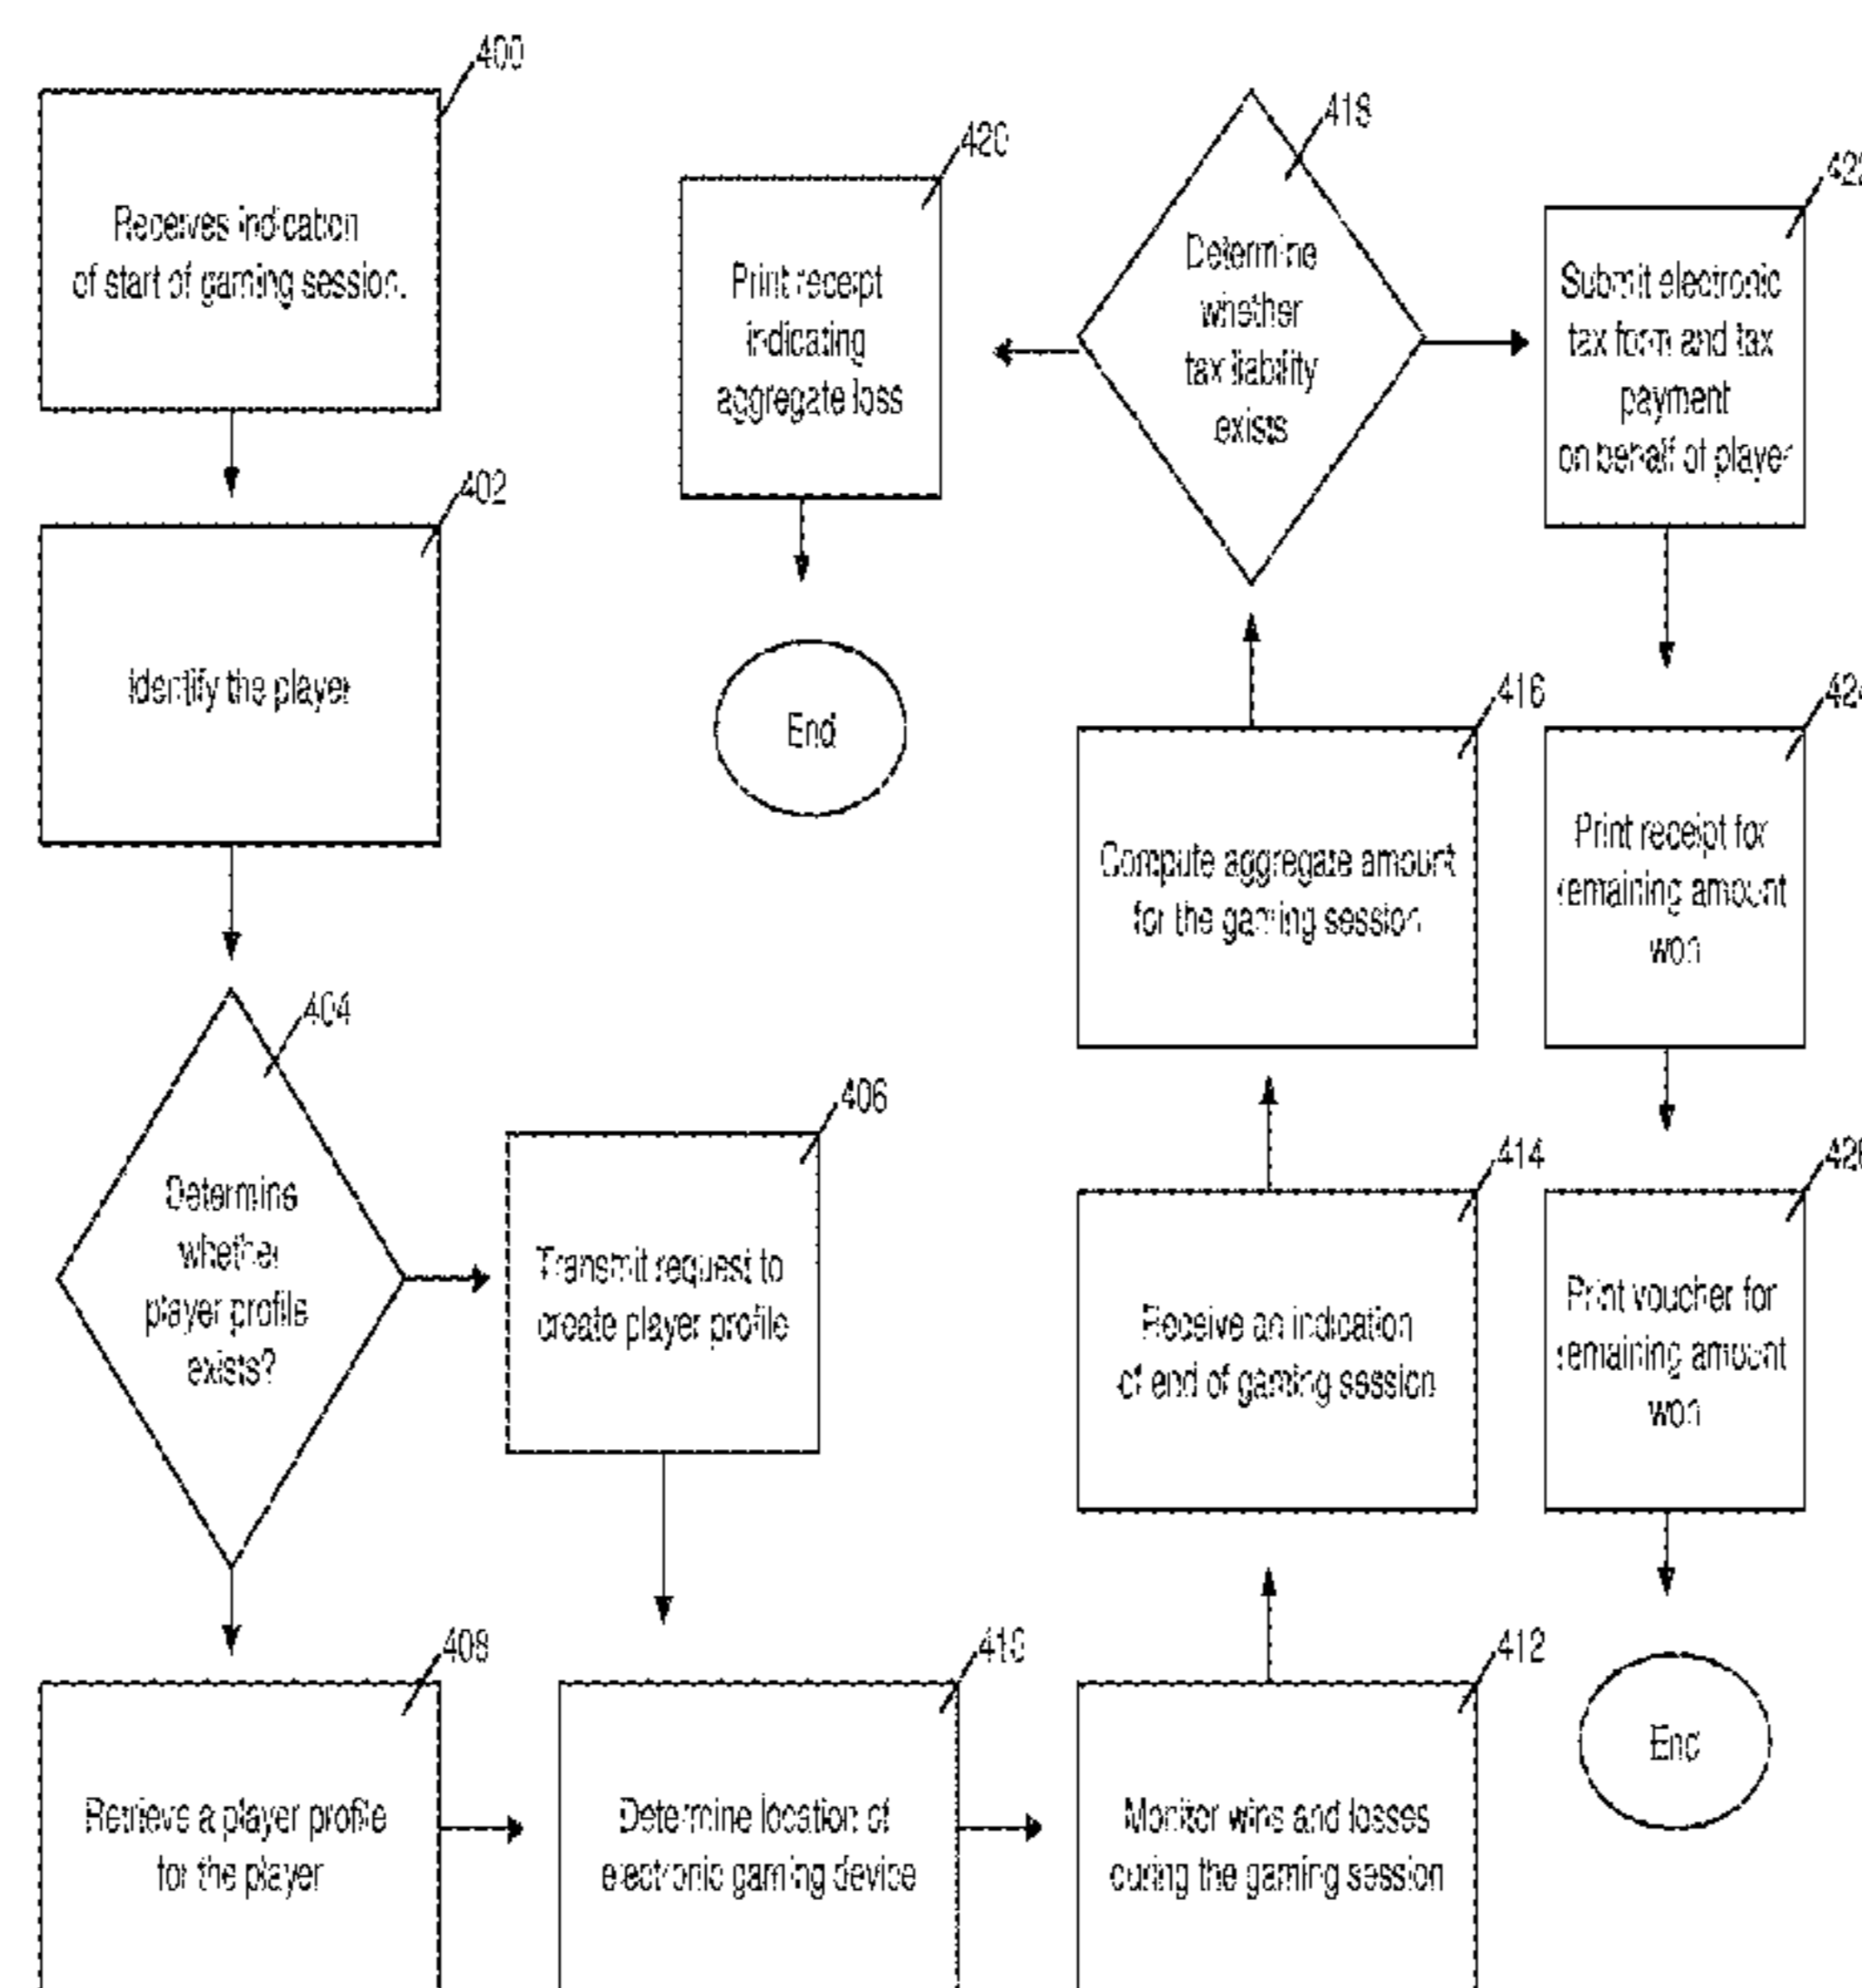 400
Receives indication
of start of gaming session.
402
Identify the player
404
Determine
whether
player profile
exists?
406
Transmit request to
create player profile
408
Retrieve a player profile
for the player
410
Determine location of
electronic gaming device
412
Monitor wins and losses
during the gaming session
414
Receive an indication
of end of gaming session
416
Compute aggregate amount
for the gaming session
418
Determine
whether
tax liability
exists
420
Print receipt
indicating
aggregate loss
End
422
Submit electronic
tax form and tax
payment
on behalf of player
424
Print receipt for
remaining amount
won
426
Print voucher for
remaining amount
won
End